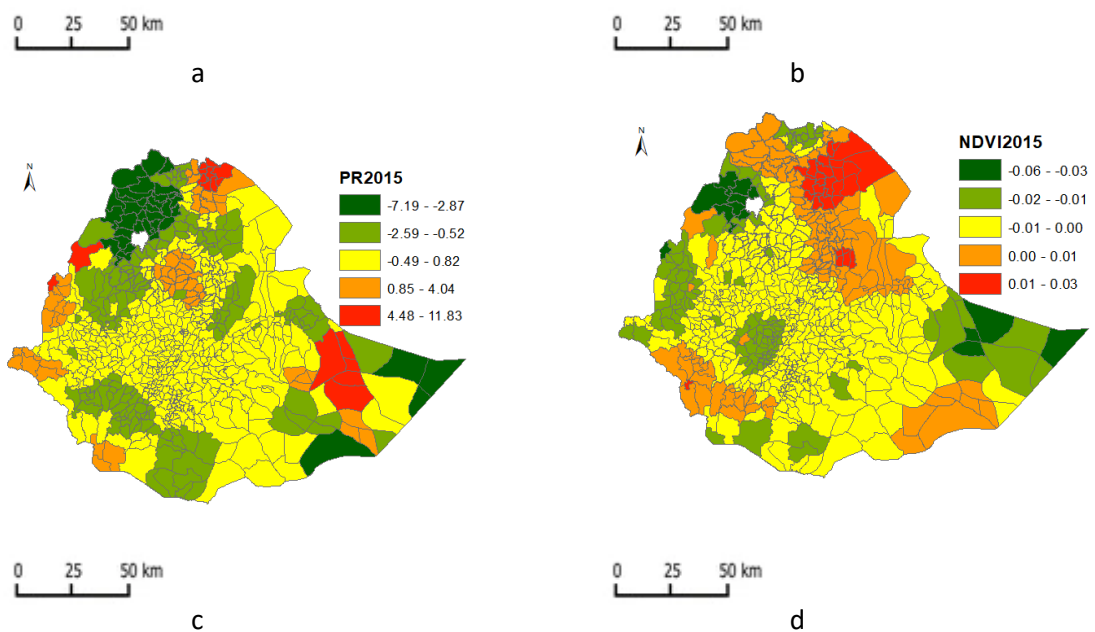 0 25 50 km
0 25 50 km
a
b
N
PR2015
-7.19 - -2.87
-2.59 - -0.52
-0.49 - 0.82
0.85 - 4.04
4.48 - 11.83
N
NDVI2015
-0.06 - -0.03
-0.02 - -0.01
-0.01 - 0.00
0.00 - 0.01
0.01 - 0.03
0 25 50 km
0 25 50 km
c
d